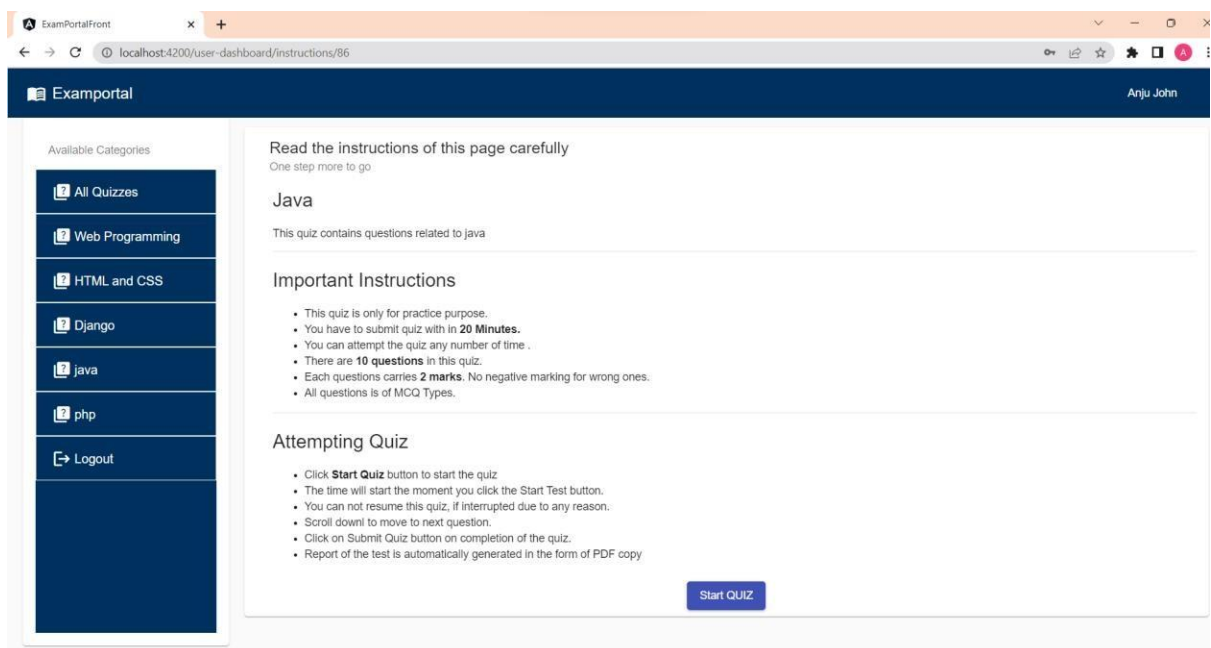 ExamPortalFront
localhost:4200/user-dashboard/instructions/86
A
Examportal
Anju John
Available Categories
All Quizzes
Web Programming
HTML and CSS
Django
java
php
Logout
Read the instructions of this page carefully
One step more to go
Java
This quiz contains questions related to java
Important Instructions
• This quiz is only for practice purpose.
• You have to submit quiz with in 20 Minutes.
• You can attempt the quiz any number of time .
• There are 10 questions in this quiz.
• Each questions carries 2 marks. No negative marking for wrong ones.
• All questions is of MCQ Types.
Attempting Quiz
• Click Start Quiz button to start the quiz
• The time will start the moment you click the Start Test button.
• You can not resume this quiz, if interrupted due to any reason.
• Scroll downl to move to next question.
• Click on Submit Quiz button on completion of the quiz.
• Report of the test is automatically generated in the form of PDF copy
Start QUIZ